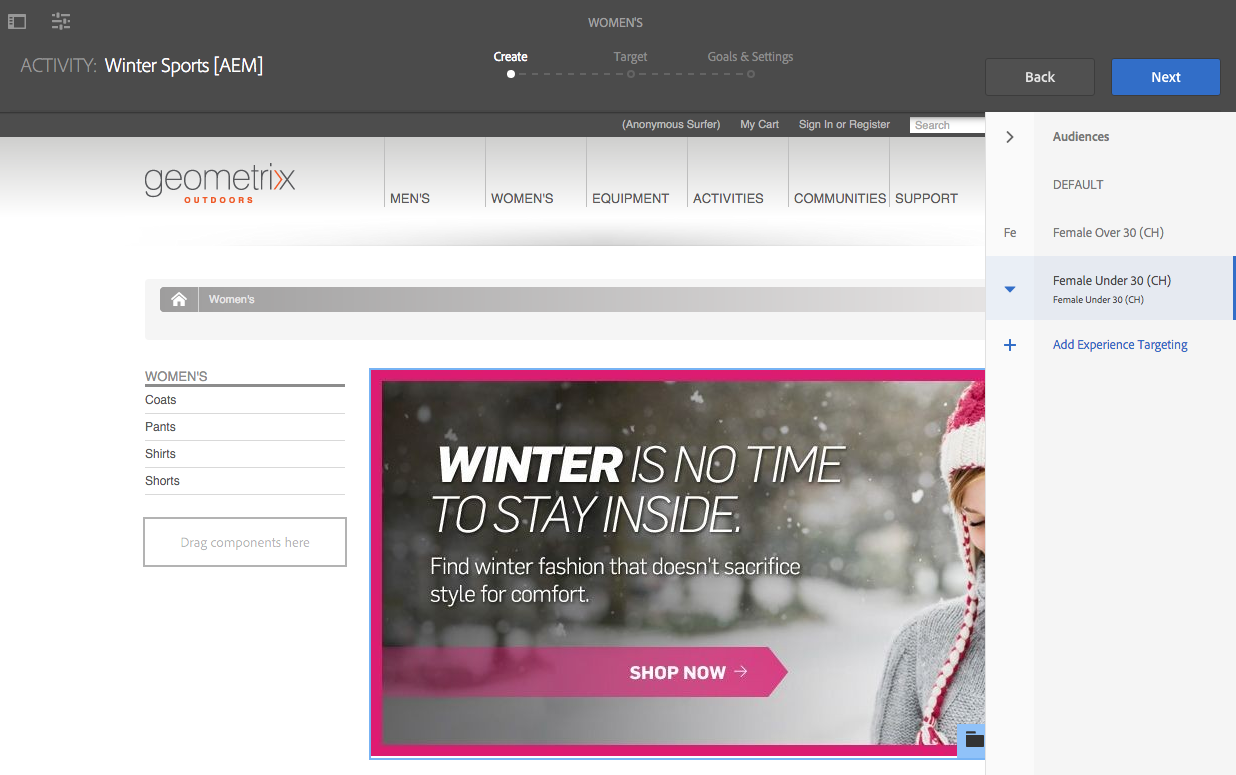 WOMEN'S
ACTIVITY: Winter Sports [AEM]
Create
Target
Goals & Settings
Back
Next
(Anonymous Surfer)
My Cart
Sign In or Register
Search
geometrixx
OUTDOORS
MEN'S
WOMEN'S
EQUIPMENT
ACTIVITIES
COMMUNITIES
SUPPORT
Women's
WOMEN'S
Coats
Pants
Shirts
Shorts
Drag components here
WINTER IS NO TIME
TO STAY INSIDE.
Find winter fashion that doesn't sacrifice
style for comfort.
SHOP NOW →
Audiences
DEFAULT
Fe
Female Over 30 (CH)
Female Under 30 (CH)
Female Under 30 (CH)
+ Add Experience Targeting